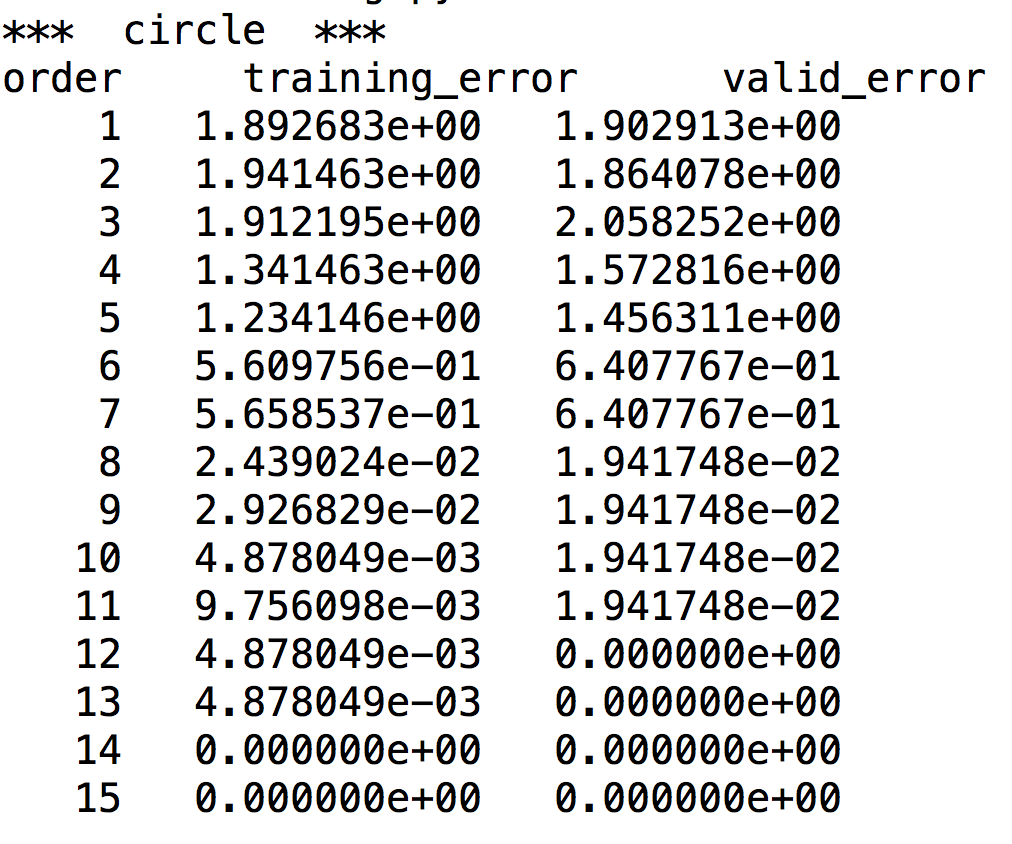 *** circle ***
order training_error valid_error
1 1.892683e+00 1.902913e+00
2 1.941463e+00 1.864078e+00
3 1.912195e+00 2.058252e+00
4 1.341463e+00 1.572816e+00
5 1.234146e+00 1.456311e+00
6 5.609756e-01 6.407767e-01
7 5.658537e-01 6.407767e-01
8 2.439024e-02 1.941748e-02
9 2.926829e-02 1.941748e-02
10 4.878049e-03 1.941748e-02
11 9.756098e-03 1.941748e-02
12 4.878049e-03 0.000000e+00
13 4.878049e-03 0.000000e+00
14 0.000000e+00 0.000000e+00
15 0.000000e+00 0.000000e+00